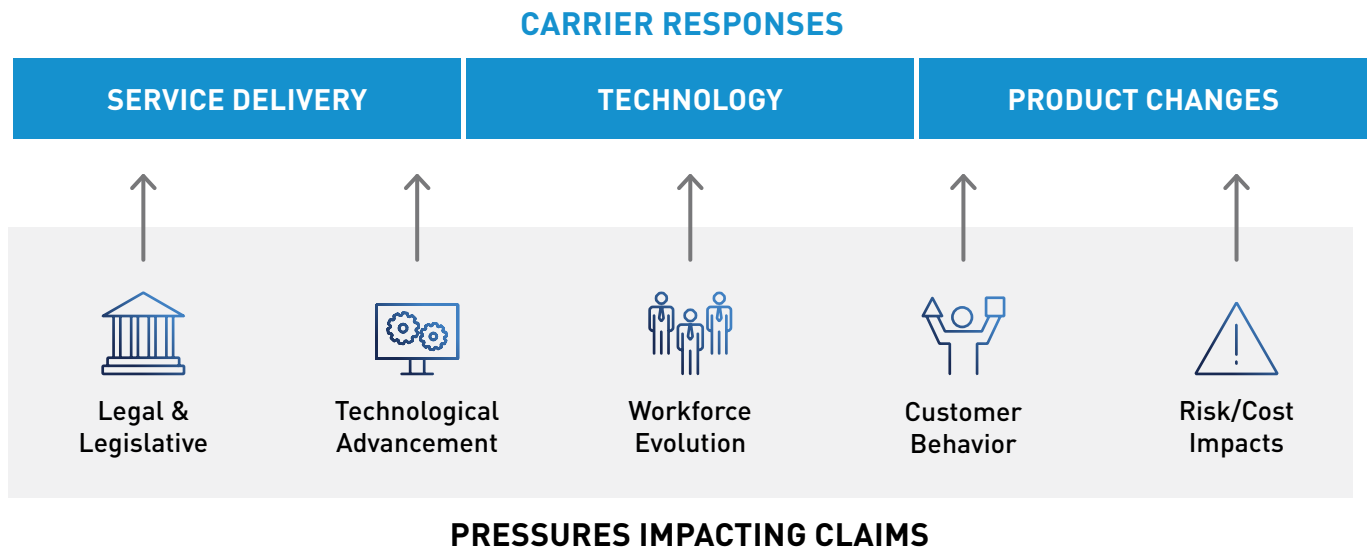 CARRIER RESPONSES
SERVICE DELIVERY
TECHNOLOGY
PRODUCT CHANGES
Legal &
Legislative
Technological
Advancement
Workforce
Evolution
Customer
Behavior
Risk/Cost
Impacts
PRESSURES IMPACTING CLAIMS